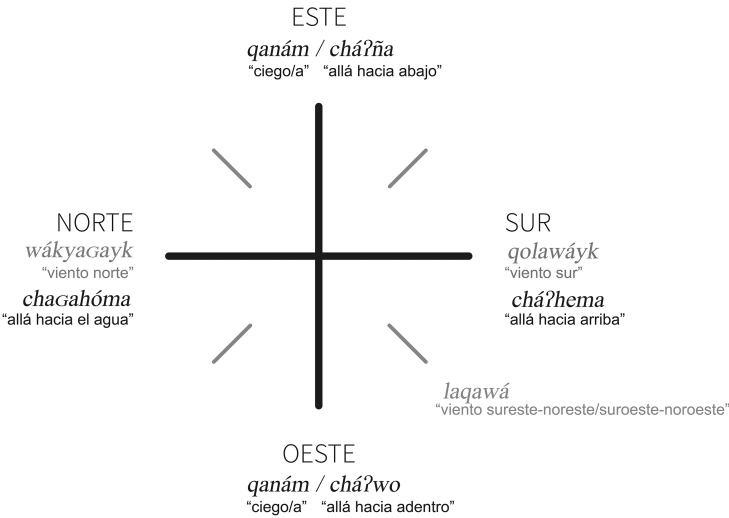 ESTE
qanám / cháʔña
“ciego/a” “allá hacia abajo”
NORTE
wákyaɢayk
“viento norte”
chaɢahóma
“allá hacia el agua”
SUR
qolawáyk
“viento sur”
cháʔhema
“allá hacia arriba”
laqawá
“viento sureste-noreste/suroeste-noroeste”
OESTE
qanám / cháʔwo
“ciego/a” “allá hacia adentro”